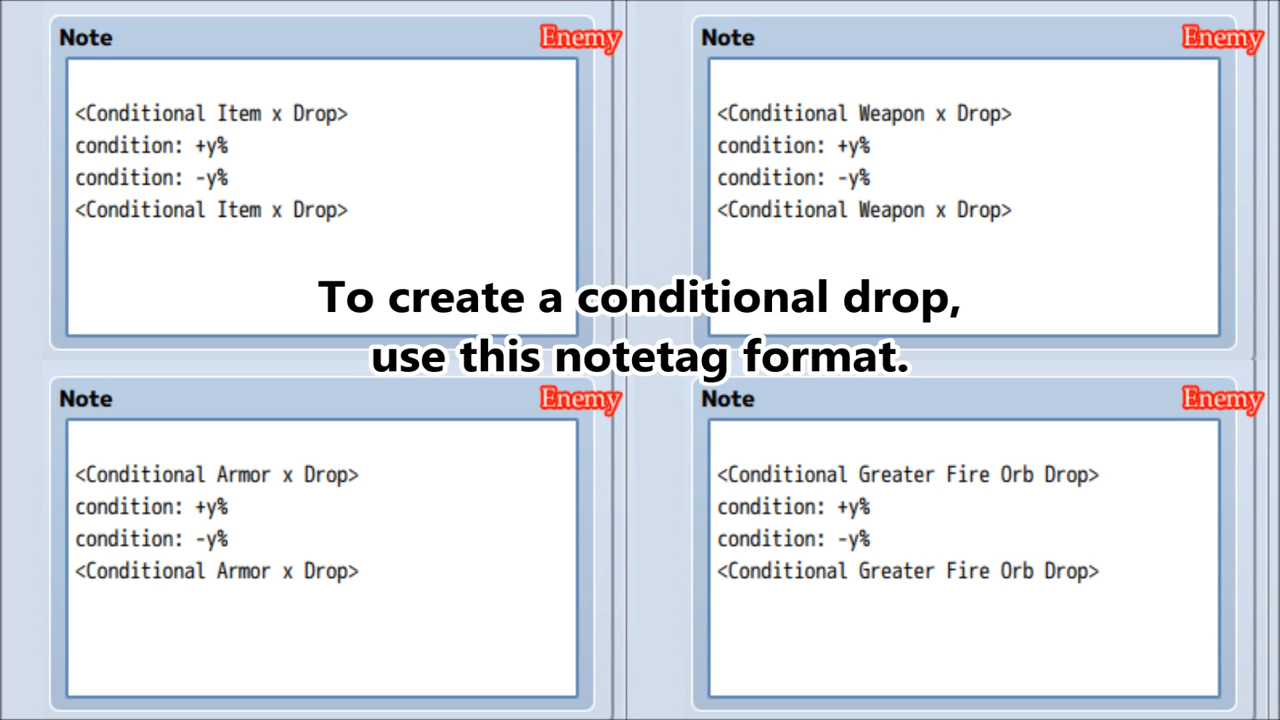 Note
Enemy
<Conditional Item x Drop>
condition: +y%
condition: -y%
<Conditional Item x Drop>
Note
Enemy
<Conditional Weapon x Drop>
condition: +y%
condition: -y%
<Conditional Weapon x Drop>
To create a conditional drop,
use this notetag format.
Note
Enemy
<Conditional Armor x Drop>
condition: +y%
condition: -y%
<Conditional Armor x Drop>
Note
Enemy
<Conditional Greater Fire Orb Drop>
condition: +y%
condition: -y%
<Conditional Greater Fire Orb Drop>